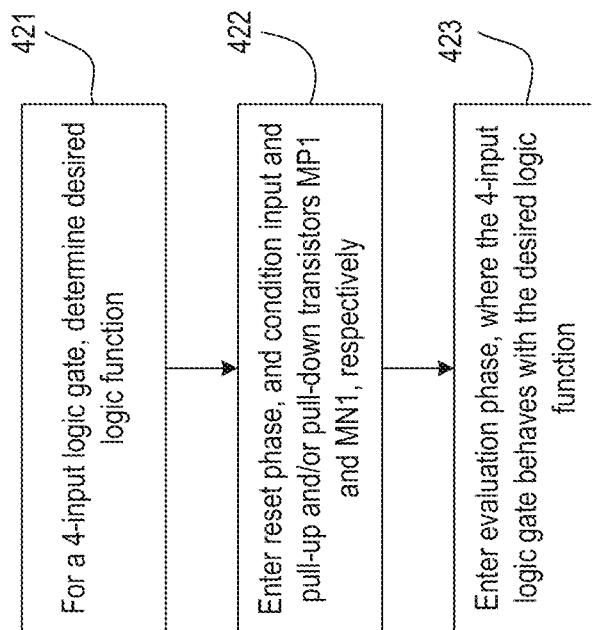 421
For a 4-input logic gate, determine desired
logic function
422
Enter reset phase, and condition input and
pull-up and/or pull-down transistors MP1
and MN1, respectively
423
Enter evaluation phase, where the 4-input
logic gate behaves with the desired logic
function